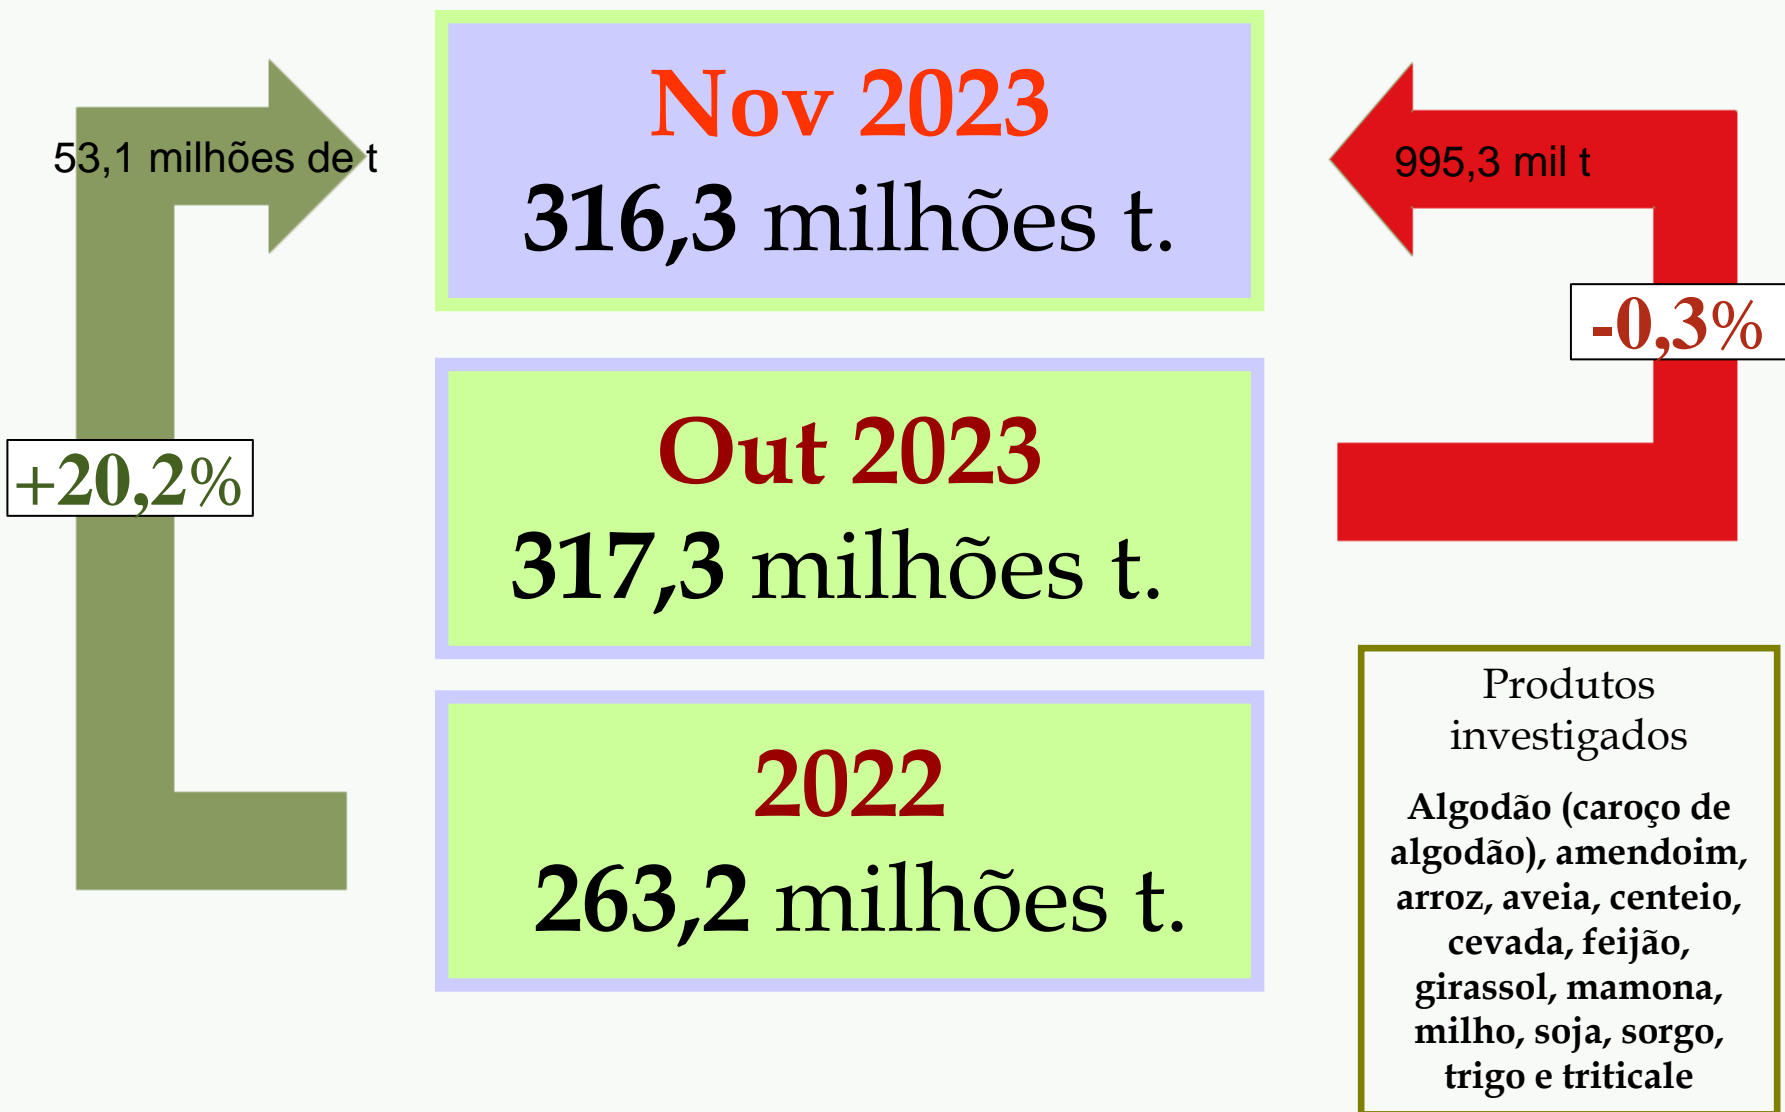 53,1 milhões de t
+20,2%
Nov 2023
316,3 milhões t.
Out 2023
317,3 milhões t.
2022
263,2 milhões t.
995,3 mil t
-0,3%
Produtos
investigados
Algodão (caroço de
algodão), amendoim,
arroz, aveia, centeio,
cevada, feijão,
girassol, mamona,
milho, soja, sorgo,
trigo e triticale